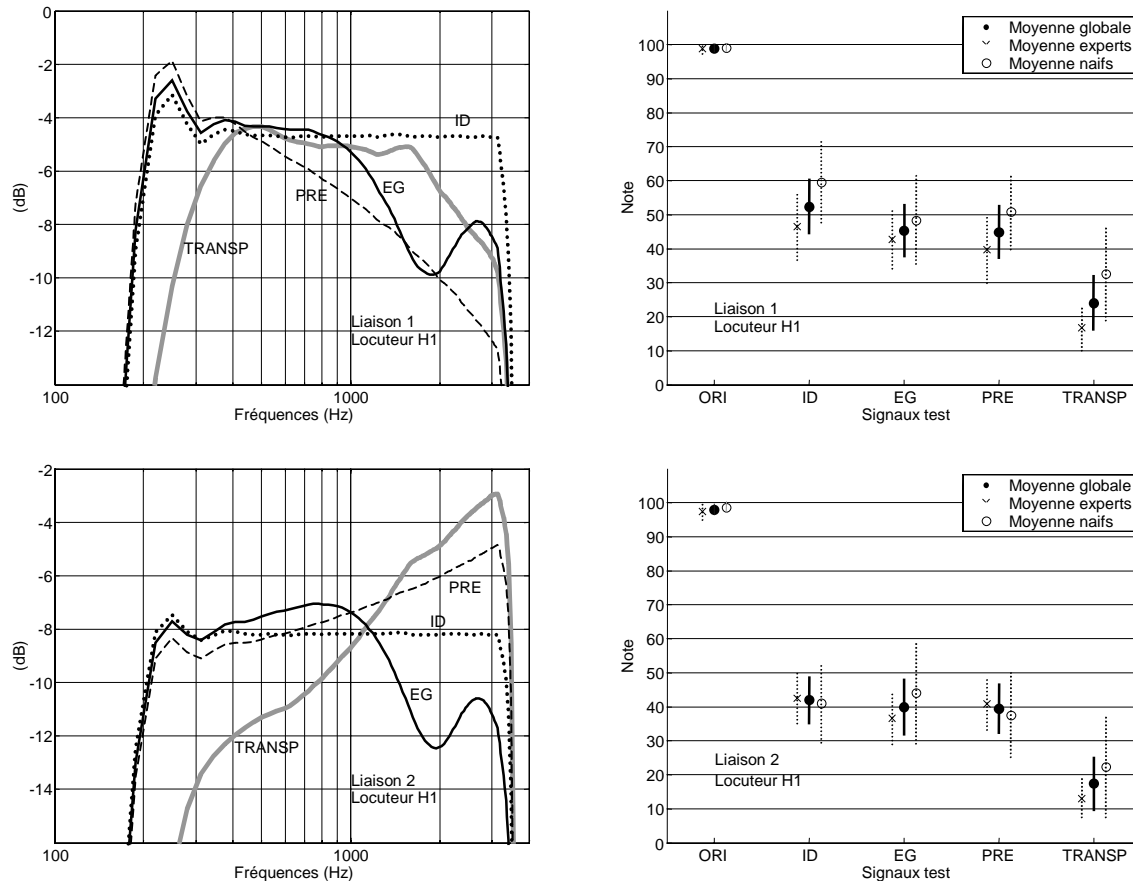 0
-2
-4
-6
-8
-10
-12
(dB)
ID
EG
PRE
TRANSP
Liaison 1
Locuteur H1
100
1000
Fréquences (Hz)
100
90
80
70
60
50
40
30
20
10
0
Note
Moyenne globale
Moyenne experts
Moyenne naifs
Liaison 1
Locuteur H1
ORI ID EG PRE TRANSP
Signaux test
-2
-4
-6
-8
-10
-12
-14
(dB)
PRE
ID
EG
TRANSP
Liaison 2
Locuteur H1
100
1000
Fréquences (Hz)
100
90
80
70
60
50
40
30
20
10
0
Note
Moyenne globale
Moyenne experts
Moyenne naifs
Liaison 2
Locuteur H1
ORI ID EG PRE TRANSP
Signaux test